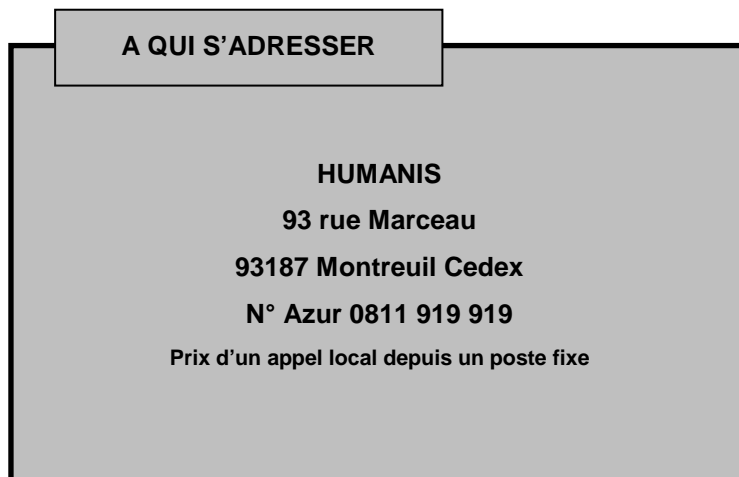 A QUI S’ADRESSER
HUMANIS
93 rue Marceau
93187 Montreuil Cedex
N° Azur 0811 919 919
Prix d’un appel local depuis un poste fixe